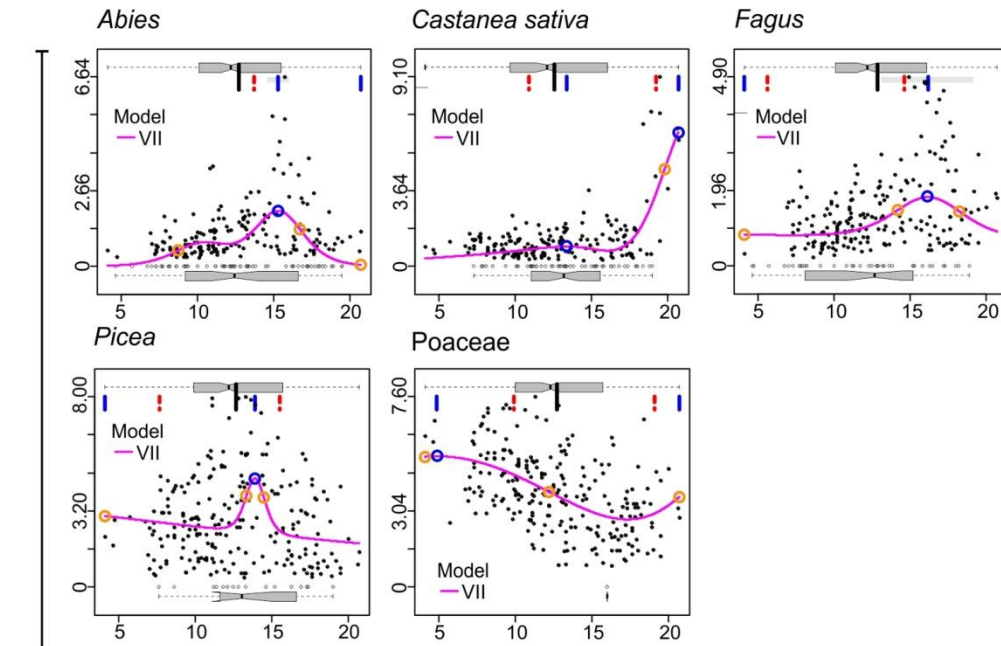 Abies
Castanea sativa
Fagus
6.64
2.66
0
Model
VII
5 10 15 20
9.10
3.64
0
Model
VII
5 10 15 20
4.90
1.96
0
Model
VII
5 10 15 20
Picea
Poaceae
8.00
3.20
0
Model
VII
5 10 15 20
7.60
3.04
0
Model
VII
5 10 15 20